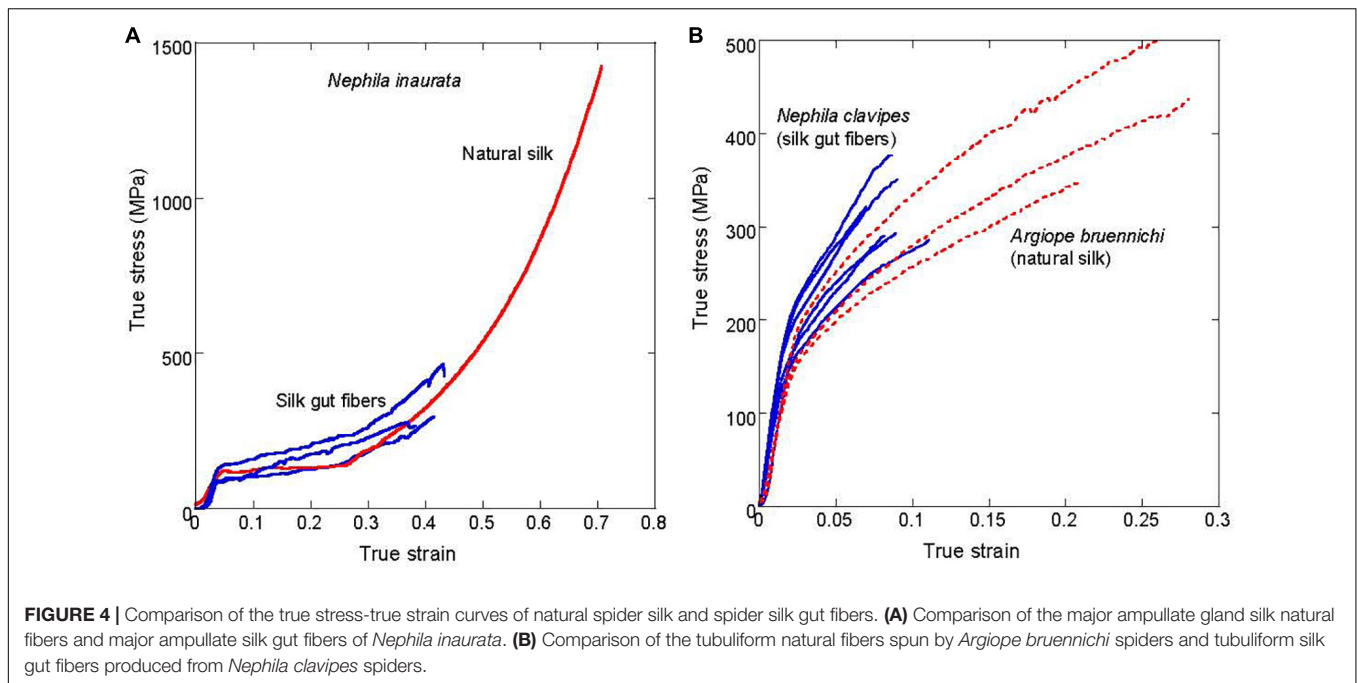 A
1500
1000
500
0
True stress (MPa)
Nephila inaurata
Natural silk
Silk gut fibers
0 0.1 0.2 0.3 0.4 0.5 0.6 0.7 0.8
True strain
B
500
400
300
200
100
0
True stress (MPa)
Nephila clavipes
(silk gut fibers)
Argiope bruennichi
(natural silk)
0 0.05 0.1 0.15 0.2 0.25 0.3
True strain
FIGURE 4 | Comparison of the true stress-true strain curves of natural spider silk and spider silk gut fibers. (A) Comparison of the major ampullate gland silk natural
fibers and major ampullate silk gut fibers of Nephila inaurata. (B) Comparison of the tubuliform natural fibers spun by Argiope bruennichi spiders and tubuliform silk
gut fibers produced from Nephila clavipes spiders.